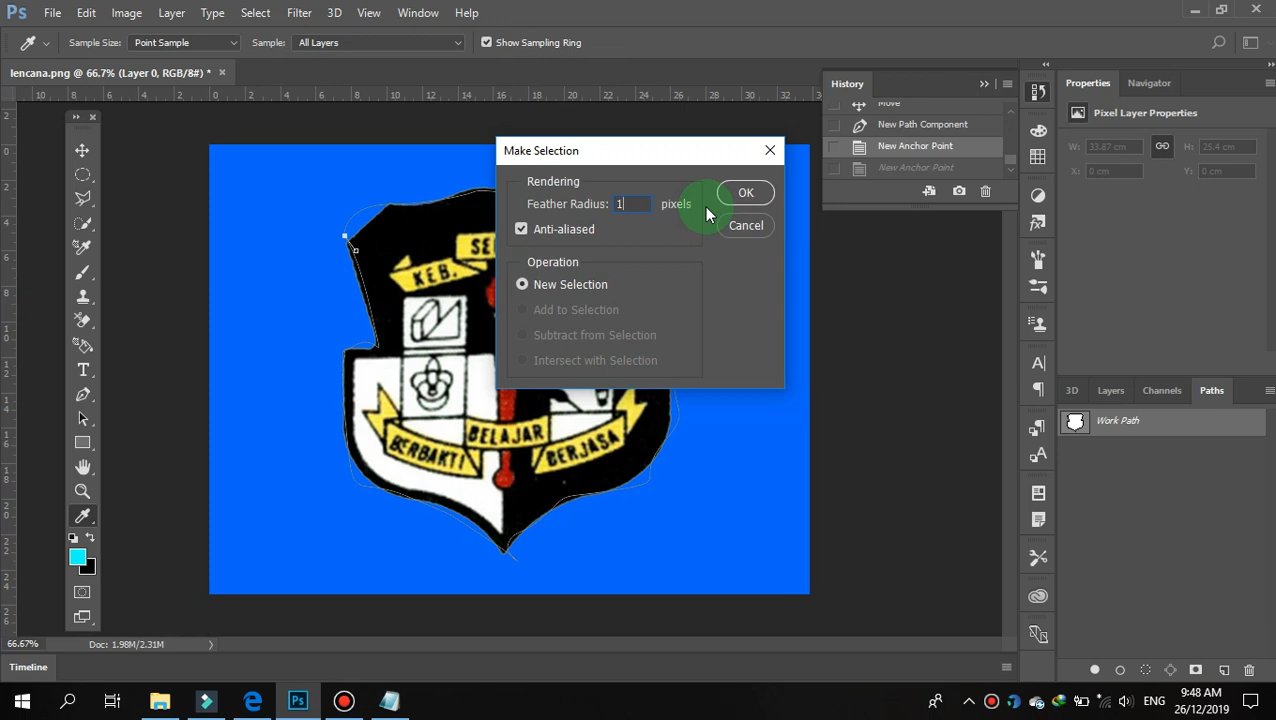 Ps File Edit Image Layer Type Select Filter 3D View Window Help
Sample Size: Point Sample Sample: All Layers Show Sampling Ring
lencana.png @ 66.7% (Layer 0, RGB/8#) *
History
Move
New Path Component
New Anchor Point
New Anchor Point
Properties Navigator
Pixel Layer Properties
W: 33.87 cm H: 25.4 cm
X: 0 cm Y: 0 cm
Make Selection
Rendering
Feather Radius: 1 pixels
Anti-aliased
OK
Cancel
Operation
New Selection
Add to Selection
Subtract from Selection
Intersect with Selection
KEB.
BERBAKTI BELAJAR BERJASA
3D Layers Channels Paths
Work Path
66.67% Doc: 1.98M/2.31M
Timeline
ENG
9:48 AM
26/12/2019